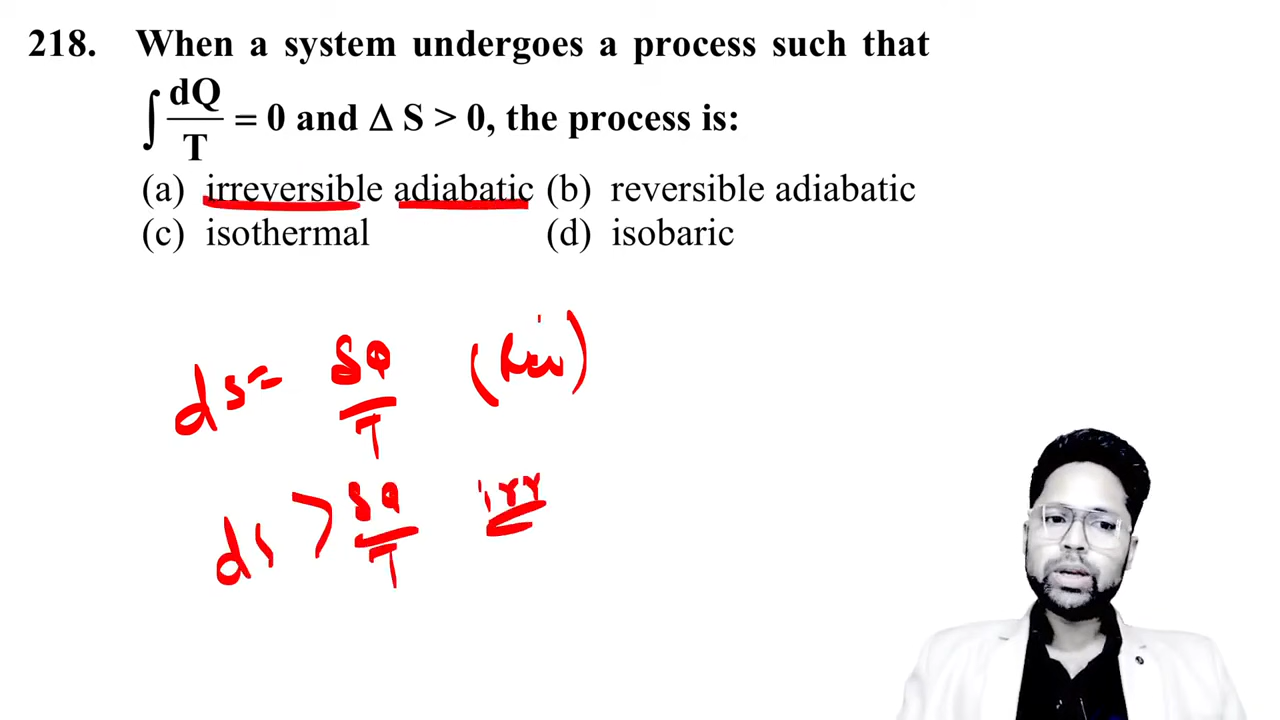 218. When a system undergoes a process such that
∫ dQ/T = 0 and Δ S > 0, the process is:
(a) irreversible adiabatic (b) reversible adiabatic
(c) isothermal (d) isobaric
ds = δQ/T (Rev)
ds > δQ/T irr